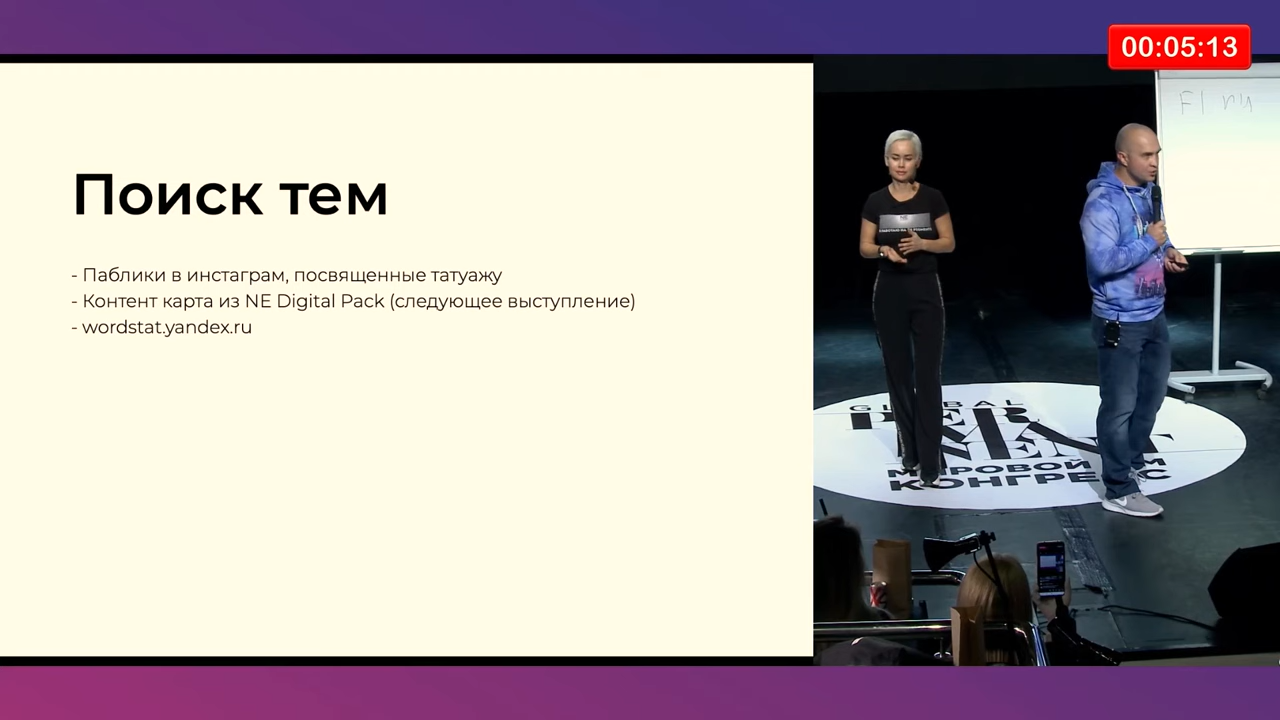 00:05:13
Поиск тем
- Паблики в инстаграм, посвященные татуажу
- Контент карта из NE Digital Pack (следующее выступление)
- wordstat.yandex.ru
МИРОВОЙ